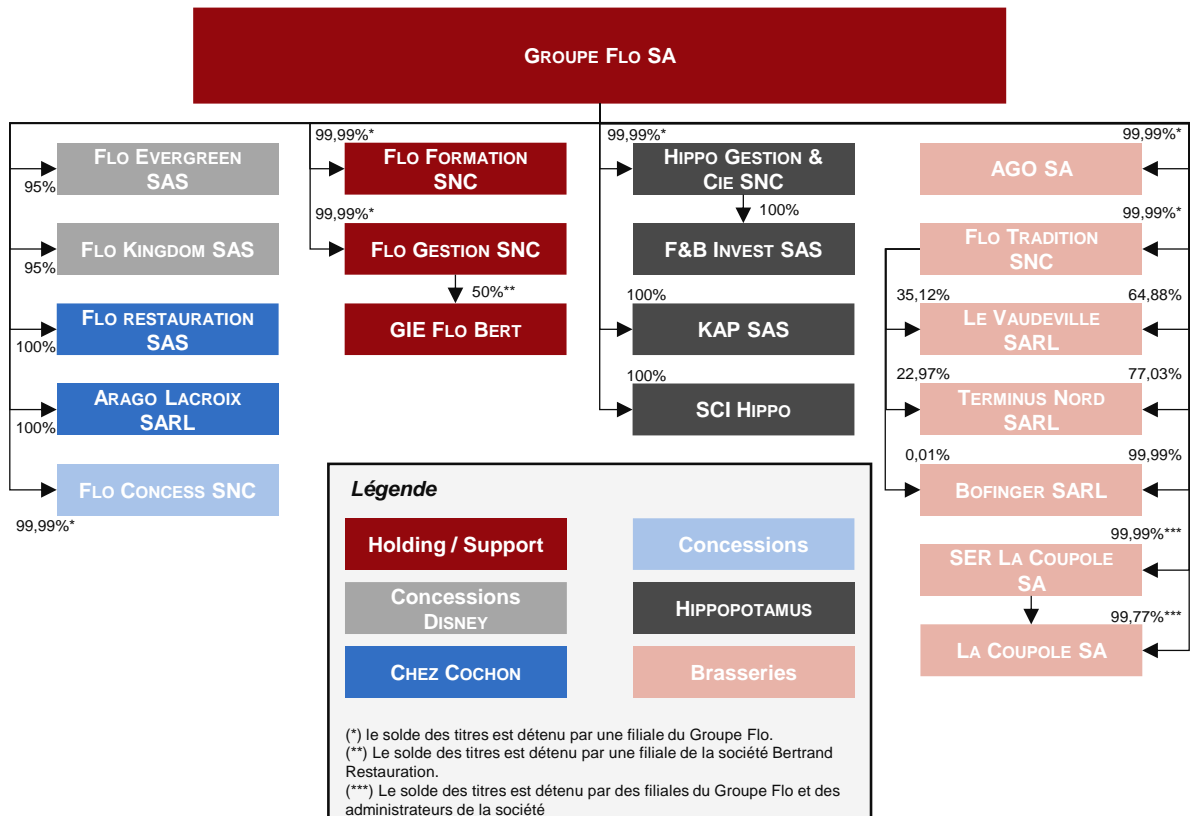 GROUPE FLO SA
99,99%*
99,99%*
99,99%*
FLO EVERGREEN
SAS
95%
FLO FORMATION
SNC
HIPPO GESTION &
CIE SNC
AGO SA
99,99%*
100%
99,99%*
FLO KINGDOM SAS
95%
FLO GESTION SNC
F&B INVEST SAS
FLO TRADITION
SNC
50%**
100%
35,12%
64,88%
FLO RESTAURATION
SAS
100%
GIE FLO BERT
KAP SAS
LE VAUDEVILLE
SARL
100%
22,97%
77,03%
ARAGO LACROIX
SARL
100%
SCI HIPPO
TERMINUS NORD
SARL
0,01%
99,99%
FLO CONCESS SNC
99,99%*
BOFINGER SARL
99,99%***
SER LA COUPOLE
SA
99,77%***
LA COUPOLE SA
Légende
Holding / Support
Concessions
Concessions
DISNEY
HIPPOPOTAMUS
CHEZ COCHON
Brasseries
(*) le solde des titres est détenu par une filiale du Groupe Flo.
(**) Le solde des titres est détenu par une filiale de la société Bertrand
Restauration.
(***) Le solde des titres est détenu par des filiales du Groupe Flo et des
administrateurs de la société